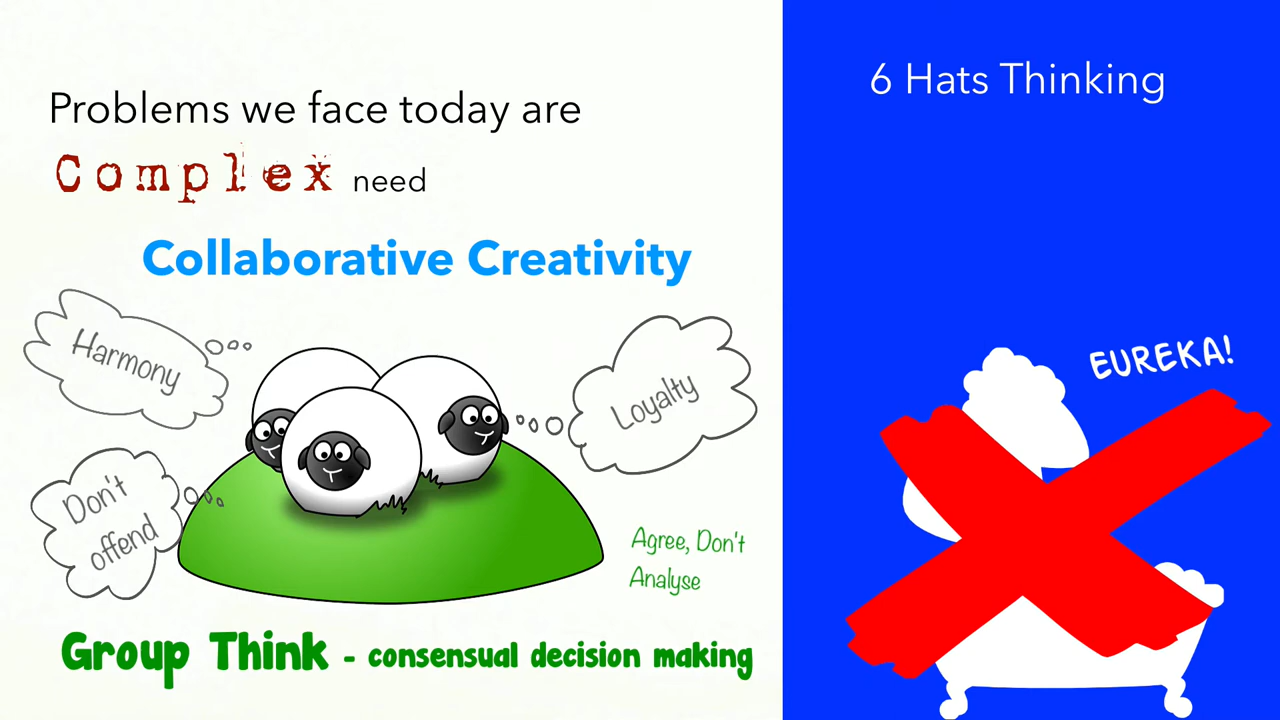 Problems we face today are
Complex need
Collaborative Creativity
Harmony
Loyalty
Don't
offend
Agree, Don't
Analyse
Group Think - consensual decision making
6 Hats Thinking
EUREKA!